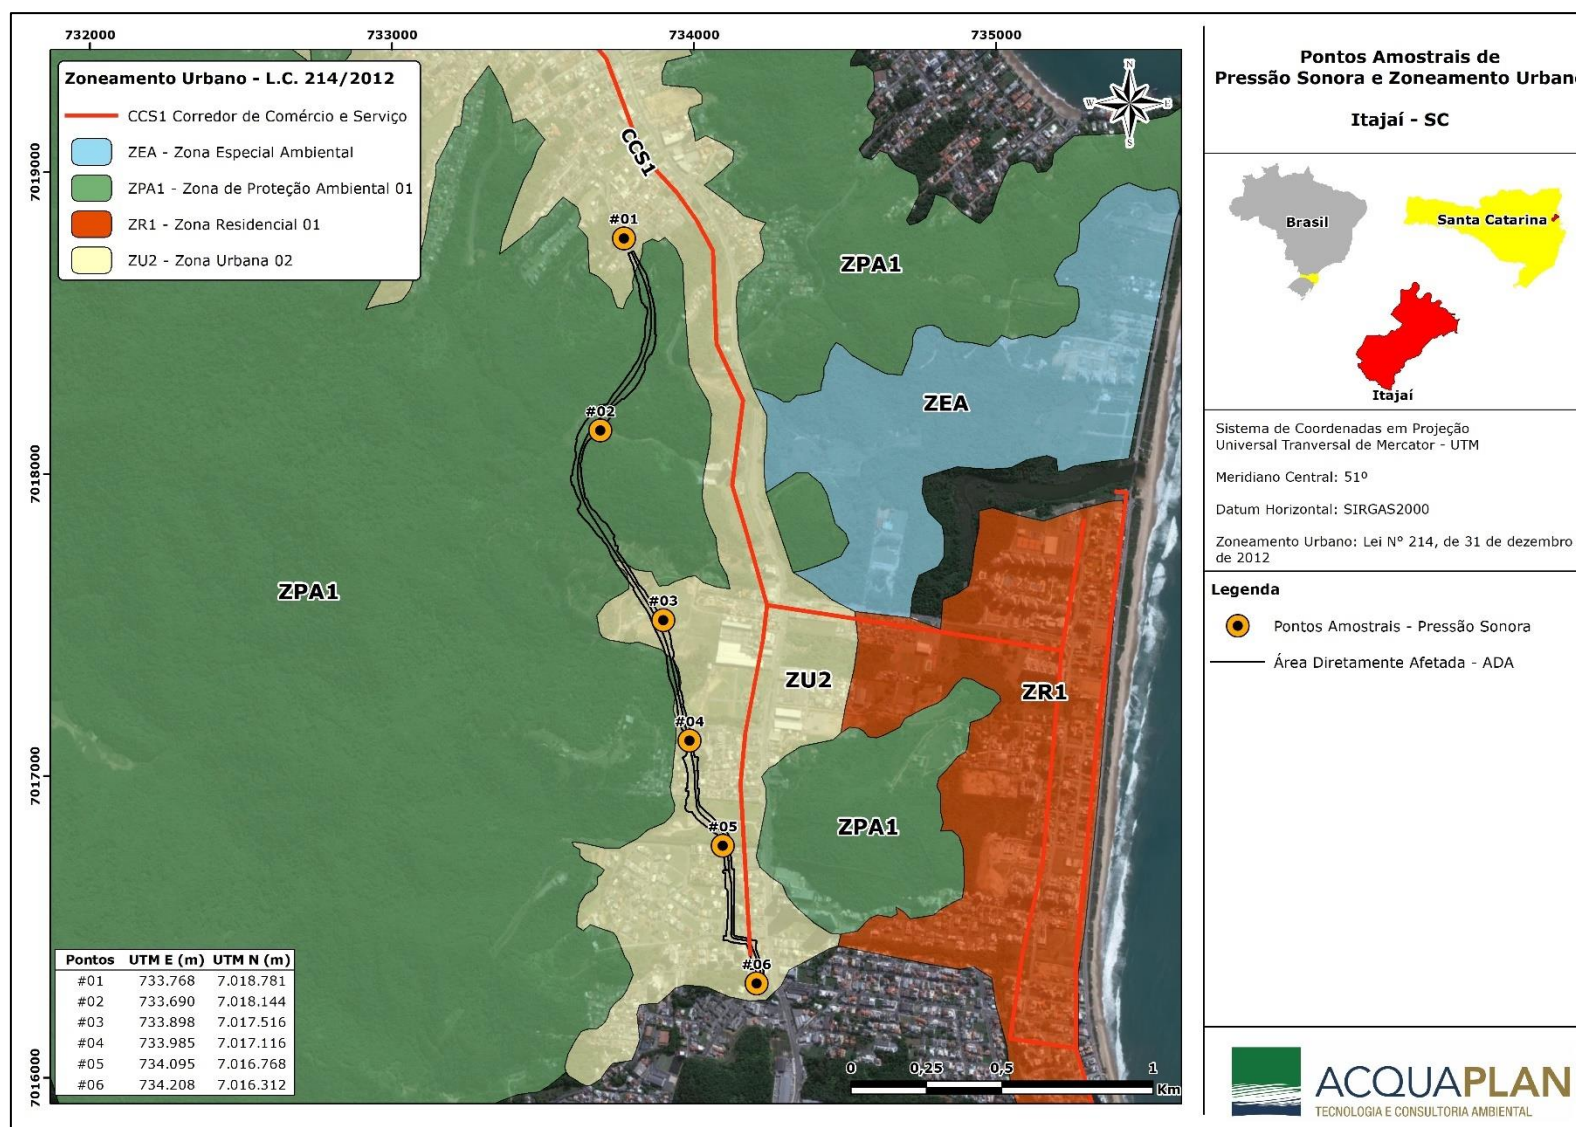 732000
733000
734000
735000
7019000
7018000
7017000
7016000
Zoneamento Urbano - L.C. 214/2012
CCS1 Corredor de Comércio e Serviço
ZEA - Zona Especial Ambiental
ZPA1 - Zona de Proteção Ambiental 01
ZR1 - Zona Residencial 01
ZU2 - Zona Urbana 02
N
W E
S
CCS1
#01
ZPA1
ZEA
#02
ZPA1
#03
ZU2
ZR1
#04
ZPA1
#05
#06
Pontos UTM E (m) UTM N (m)
#01 733.768 7.018.781
#02 733.690 7.018.144
#03 733.898 7.017.516
#04 733.985 7.017.116
#05 734.095 7.016.768
#06 734.208 7.016.312
0 0,25 0,5 1
Km
Pontos Amostrais de
Pressão Sonora e Zoneamento Urban
Itajaí - SC
Brasil
Santa Catarina
Itajaí
Sistema de Coordenadas em Projeção
Universal Tranversal de Mercator - UTM
Meridiano Central: 51º
Datum Horizontal: SIRGAS2000
Zoneamento Urbano: Lei N° 214, de 31 de dezembro
de 2012
Legenda
Pontos Amostrais - Pressão Sonora
Área Diretamente Afetada - ADA
ACQUAPLAN
TECNOLOGIA E CONSULTORIA AMBIENTAL